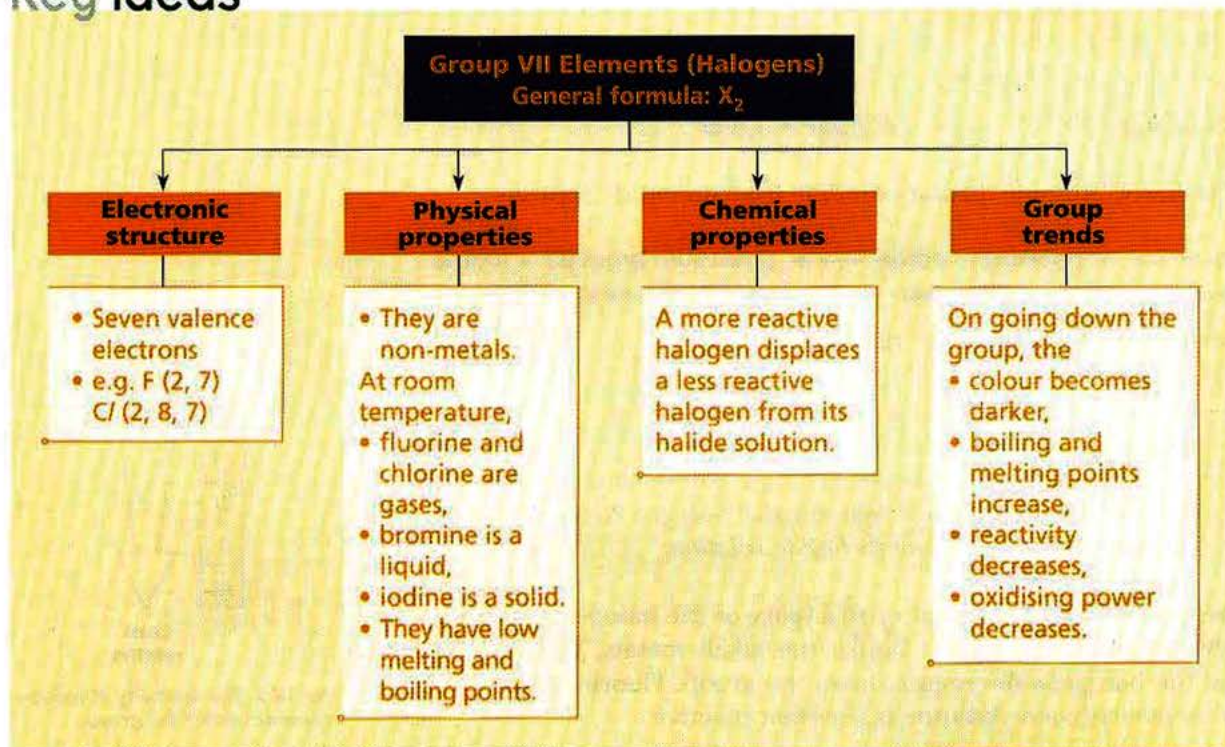 Key Ideas
Group VII Elements (Halogens)
General formula: X₂
Electronic
structure
• Seven valence
electrons
• e.g. F (2, 7)
Cl (2, 8, 7)
Physical
properties
• They are
non-metals.
At room
temperature,
• fluorine and
chlorine are
gases,
• bromine is a
liquid,
• iodine is a solid.
• They have low
melting and
boiling points.
Chemical
properties
A more reactive
halogen displaces
a less reactive
halogen from its
halide solution.
Group
trends
On going down the
group, the
• colour becomes
darker,
• boiling and
melting points
increase,
• reactivity
decreases,
• oxidising power
decreases.